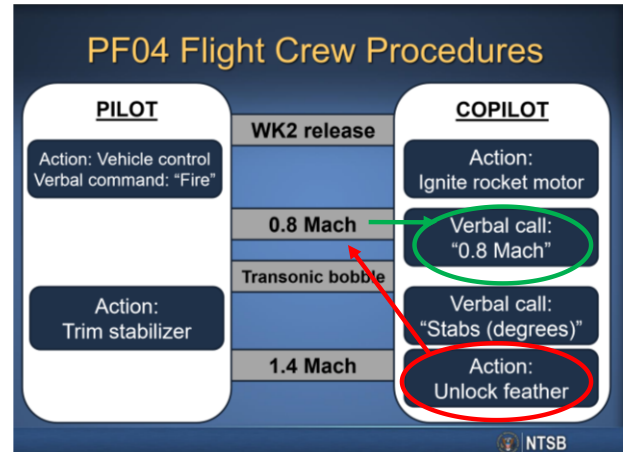 PF04 Flight Crew Procedures
PILOT
COPILOT
WK2 release
Action: Vehicle control
Verbal command: “Fire”
Action:
Ignite rocket motor
0.8 Mach
Verbal call:
“0.8 Mach”
Transonic bobble
Action:
Trim stabilizer
Verbal call:
“Stabs (degrees)”
1.4 Mach
Action:
Unlock feather
NTSB